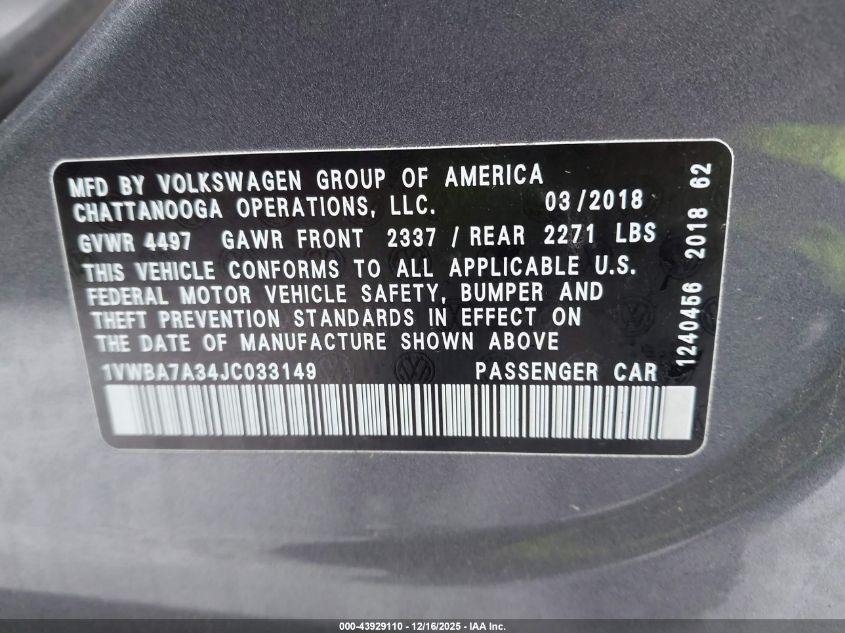 MFD BY VOLKSWAGEN GROUP OF AMERICA
CHATTANOOGA OPERATIONS, LLC. 03/2018
GVWR 4497 GAWR FRONT 2337 / REAR 2271 LBS
THIS VEHICLE CONFORMS TO ALL APPLICABLE U.S.
FEDERAL MOTOR VEHICLE SAFETY, BUMPER AND
THEFT PREVENTION STANDARDS IN EFFECT ON
THE DATE OF MANUFACTURE SHOWN ABOVE
1VWBA7A34JC033149 PASSENGER CAR
1240456 2018 62
000-43929110 - 12/16/2025 - IAA Inc.